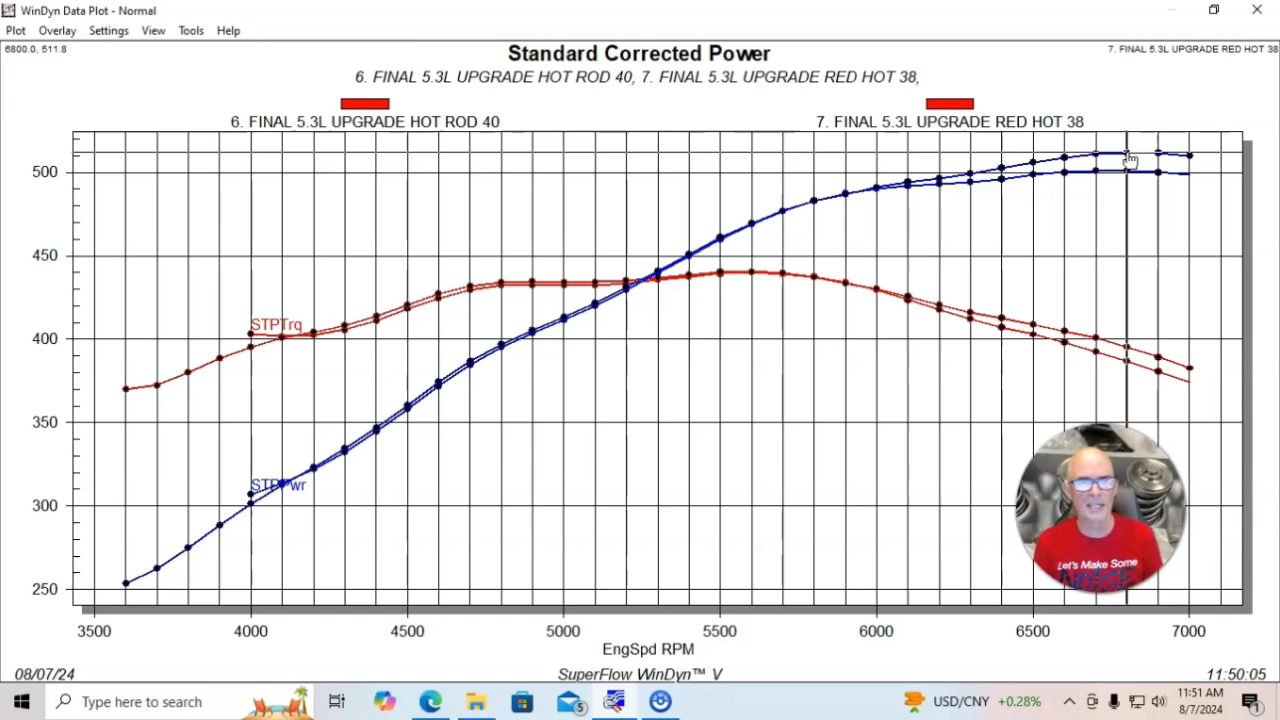 WinDyn Data Plot - Normal
Plot Overlay Settings View Tools Help
6800.0, 511.8
7. FINAL 5.3L UPGRADE RED HOT 38
Standard Corrected Power
6. FINAL 5.3L UPGRADE HOT ROD 40, 7. FINAL 5.3L UPGRADE RED HOT 38,
6. FINAL 5.3L UPGRADE HOT ROD 40
7. FINAL 5.3L UPGRADE RED HOT 38
500
450
400
350
300
250
STPTrq
STPPwr
Let's Make Some
NOISE
3500 4000 4500 5000 5500 6000 6500 7000
EngSpd RPM
08/07/24
SuperFlow WinDyn™ V
11:50:05
Type here to search
5
USD/CNY +0.28%
11:51 AM
8/7/2024
1